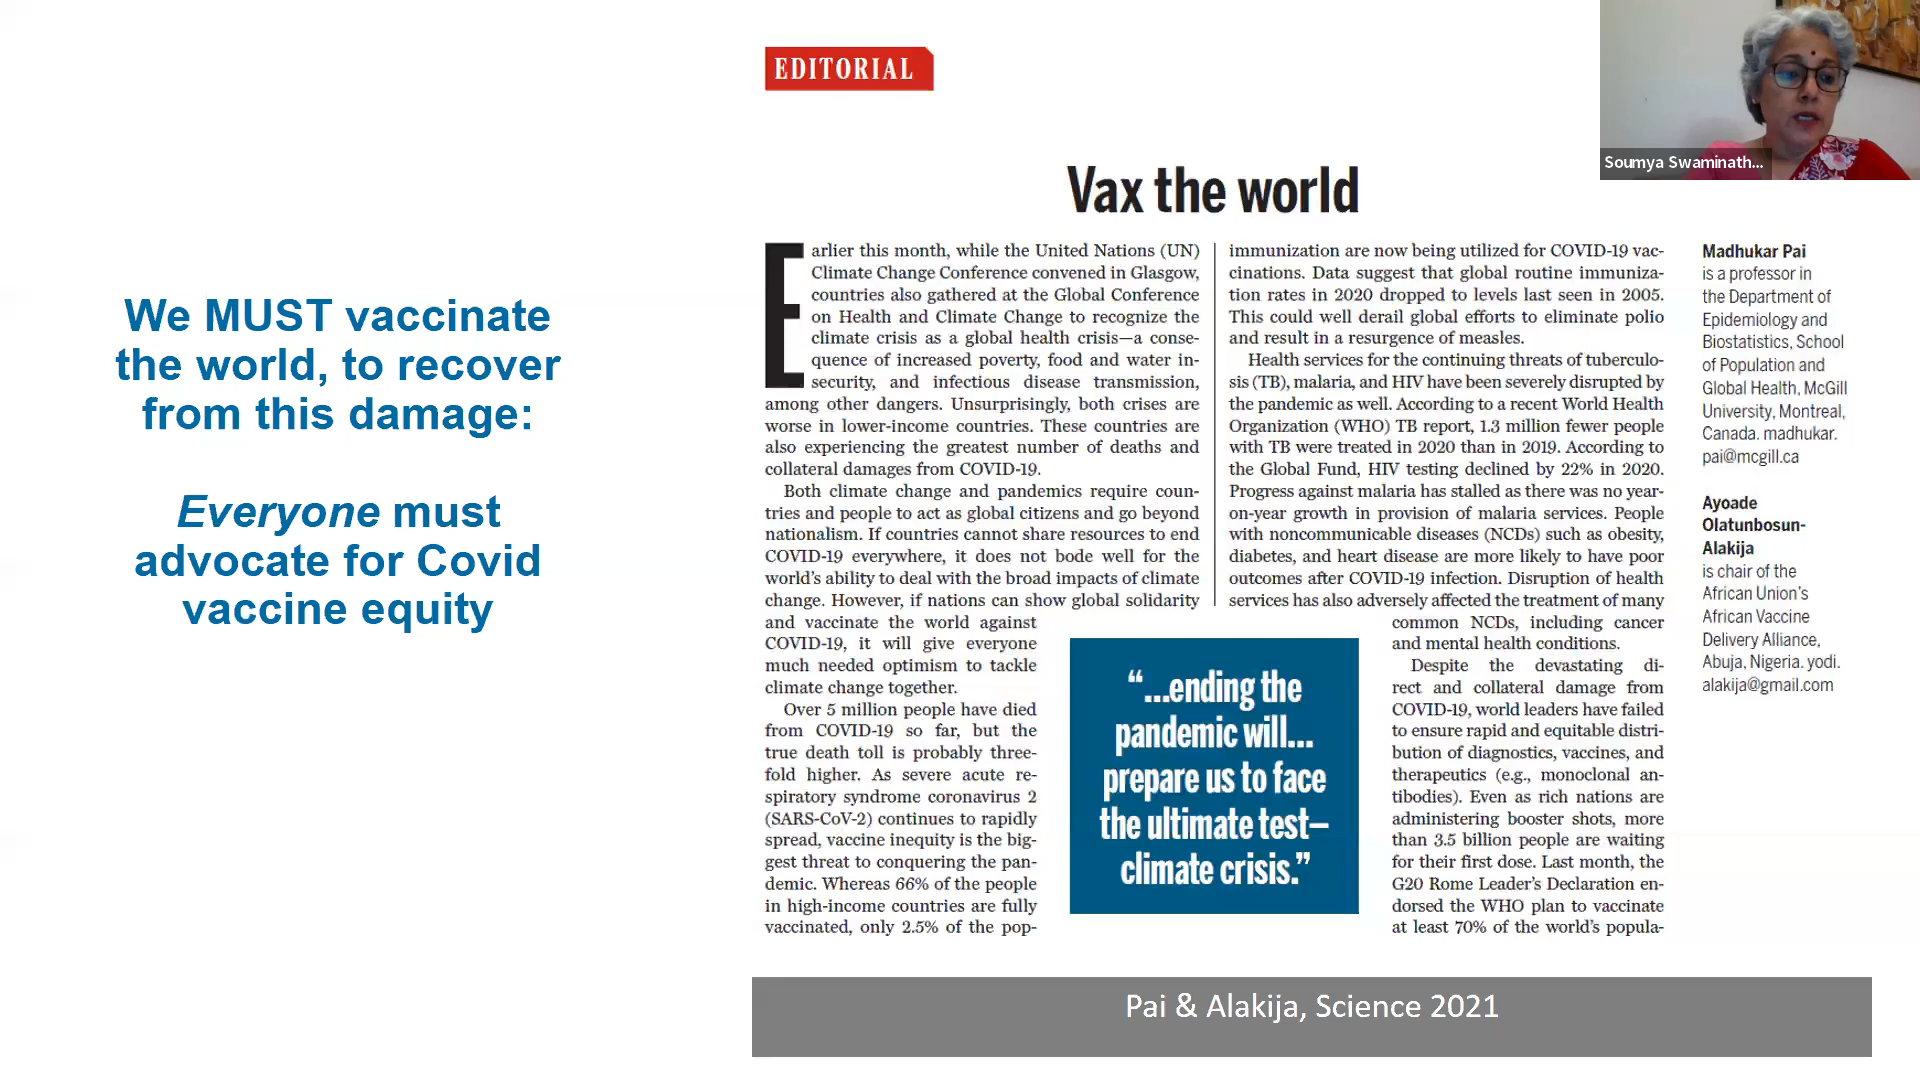 We MUST vaccinate
the world, to recover
from this damage:
Everyone must
advocate for Covid
vaccine equity
EDITORIAL
Vax the world
Earlier this month, while the United Nations (UN)
Climate Change Conference convened in Glasgow,
countries also gathered at the Global Conference
on Health and Climate Change to recognize the
climate crisis as a global health crisis—a conse-
quence of increased poverty, food and water in-
security, and infectious disease transmission,
among other dangers. Unsurprisingly, both crises are
worse in lower-income countries. These countries are
also experiencing the greatest number of deaths and
collateral damages from COVID-19.
Both climate change and pandemics require coun-
tries and people to act as global citizens and go beyond
nationalism. If countries cannot share resources to end
COVID-19 everywhere, it does not bode well for the
world's ability to deal with the broad impacts of climate
change. However, if nations can show global solidarity
and vaccinate the world against
COVID-19, it will give everyone
much needed optimism to tackle
climate change together.
Over 5 million people have died
from COVID-19 so far, but the
true death toll is probably three-
fold higher. As severe acute re-
spiratory syndrome coronavirus 2
(SARS-CoV-2) continues to rapidly
spread, vaccine inequity is the big-
gest threat to conquering the pan-
demic. Whereas 66% of the people
in high-income countries are fully
vaccinated, only 2.5% of the pop-
“...ending the
pandemic will...
prepare us to face
the ultimate test—
climate crisis.”
immunization are now being utilized for COVID-19 vac-
cinations. Data suggest that global routine immuniza-
tion rates in 2020 dropped to levels last seen in 2005.
This could well derail global efforts to eliminate polio
and result in a resurgence of measles.
Health services for the continuing threats of tuberculo-
sis (TB), malaria, and HIV have been severely disrupted by
the pandemic as well. According to a recent World Health
Organization (WHO) TB report, 1.3 million fewer people
with TB were treated in 2020 than in 2019. According to
the Global Fund, HIV testing declined by 22% in 2020.
Progress against malaria has stalled as there was no year-
on-year growth in provision of malaria services. People
with noncommunicable diseases (NCDs) such as obesity,
diabetes, and heart disease are more likely to have poor
outcomes after COVID-19 infection. Disruption of health
services has also adversely affected the treatment of many
common NCDs, including cancer
and mental health conditions.
Despite the devastating di-
rect and collateral damage from
COVID-19, world leaders have failed
to ensure rapid and equitable distri-
bution of diagnostics, vaccines, and
therapeutics (e.g., monoclonal an-
tibodies). Even as rich nations are
administering booster shots, more
than 3.5 billion people are waiting
for their first dose. Last month, the
G20 Rome Leader's Declaration en-
dorsed the WHO plan to vaccinate
at least 70% of the world's popula-
Madhukar Pai
is a professor in
the Department of
Epidemiology and
Biostatistics, School
of Population and
Global Health, McGill
University, Montreal,
Canada. madhukar.
pai@mcgill.ca
Ayoade
Olatunbosun-
Alakija
is chair of the
African Union's
African Vaccine
Delivery Alliance,
Abuja, Nigeria. yodi.
alakija@gmail.com
Pai & Alakija, Science 2021
Soumya Swaminath...